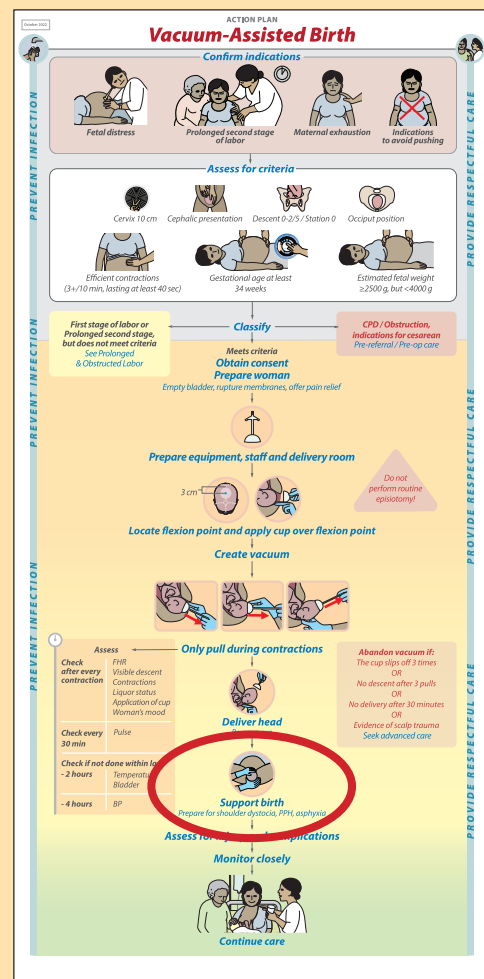 October 2022
ACTION PLAN
Vacuum-Assisted Birth
PREVENT INFECTION
PROVIDE RESPECTFUL CARE
Confirm indications
Fetal distress
Prolonged second stage
of labor
Maternal exhaustion
Indications
to avoid pushing
Assess for criteria
Cervix 10 cm
Cephalic presentation
Descent 0-2/5 / Station 0
Occiput position
Efficient contractions
(3+/10 min, lasting at least 40 sec)
Gestational age at least
34 weeks
Estimated fetal weight
≥2500 g, but <4000 g
First stage of labor or
Prolonged second stage,
but does not meet criteria
See Prolonged
& Obstructed Labor
Classify
CPD / Obstruction,
indications for cesarean
Pre-referral / Pre-op care
PREVENT INFECTION
PROVIDE RESPECTFUL CARE
Meets criteria
Obtain consent
Prepare woman
Empty bladder, rupture membranes, offer pain relief
Prepare equipment, staff and delivery room
Do not
perform routine
episiotomy!
3 cm
Locate flexion point and apply cup over flexion point
Create vacuum
PREVENT INFECTION
PROVIDE RESPECTFUL CARE
Only pull during contractions
Assess
Check
after every
contraction
FHR
Visible descent
Contractions
Liquor status
Application of cup
Woman's mood
Check every
30 min
Pulse
Check if not done within
- 2 hours
Bladder
- 4 hours
BP
Abandon vacuum if:
The cup slips off 3 times
OR
No descent after 3 pulls
OR
No delivery after 30 minutes
OR
Evidence of scalp trauma
Seek advanced care
Deliver head
Support birth
Prepare for shoulder dystocia, PPH, asphyxia
Assess for
Monitor closely
Continue care